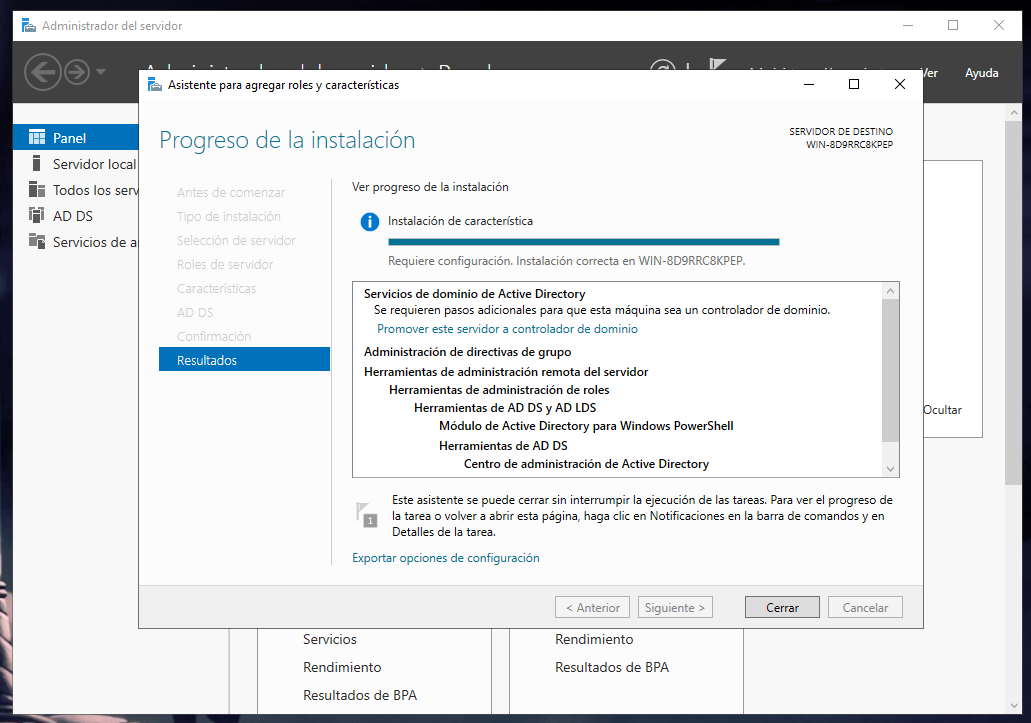 Administrador del servidor
Ver
Ayuda
Asistente para agregar roles y características
Panel
Servidor local
Todos los serv
AD DS
Servicios de a
Progreso de la instalación
SERVIDOR DE DESTINO
WIN-8D9RRC8KPEP
Antes de comenzar
Tipo de instalación
Selección de servidor
Roles de servidor
Características
AD DS
Confirmación
Resultados
Ver progreso de la instalación
Instalación de característica
Requiere configuración. Instalación correcta en WIN-8D9RRC8KPEP.
Servicios de dominio de Active Directory
Se requieren pasos adicionales para que esta máquina sea un controlador de dominio.
Promover este servidor a controlador de dominio
Administración de directivas de grupo
Herramientas de administración remota del servidor
Herramientas de administración de roles
Herramientas de AD DS y AD LDS
Módulo de Active Directory para Windows PowerShell
Herramientas de AD DS
Centro de administración de Active Directory
1
Este asistente se puede cerrar sin interrumpir la ejecución de las tareas. Para ver el progreso de
la tarea o volver a abrir esta página, haga clic en Notificaciones en la barra de comandos y en
Detalles de la tarea.
Exportar opciones de configuración
< Anterior
Siguiente >
Cerrar
Cancelar
Ocultar
Servicios
Rendimiento
Resultados de BPA
Rendimiento
Resultados de BPA